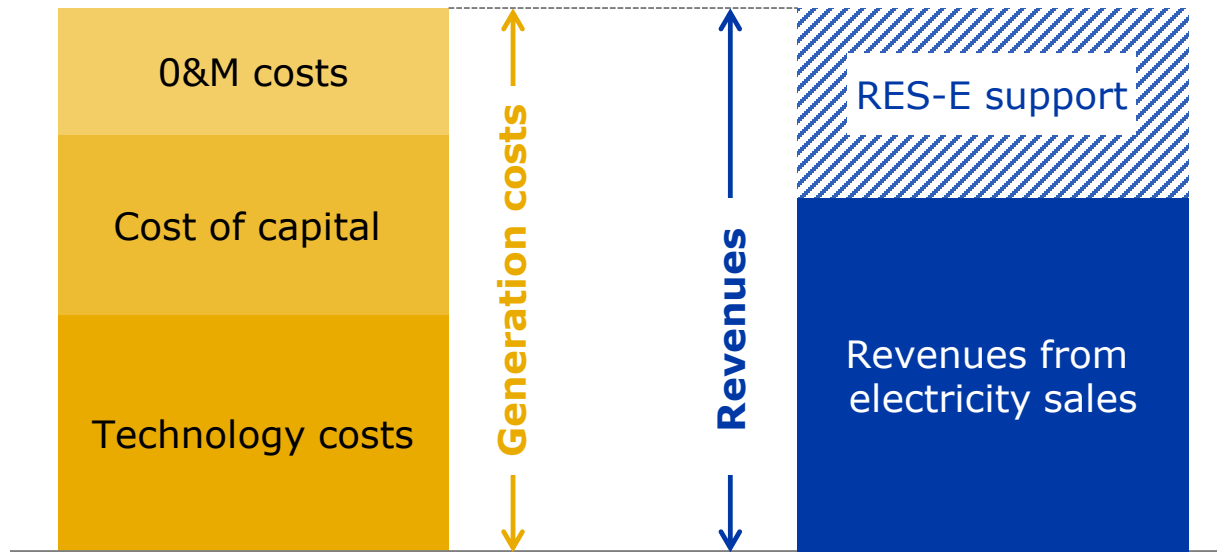 0&M costs
Cost of capital
Technology costs
Generation costs
Revenues
RES-E support
Revenues from
electricity sales